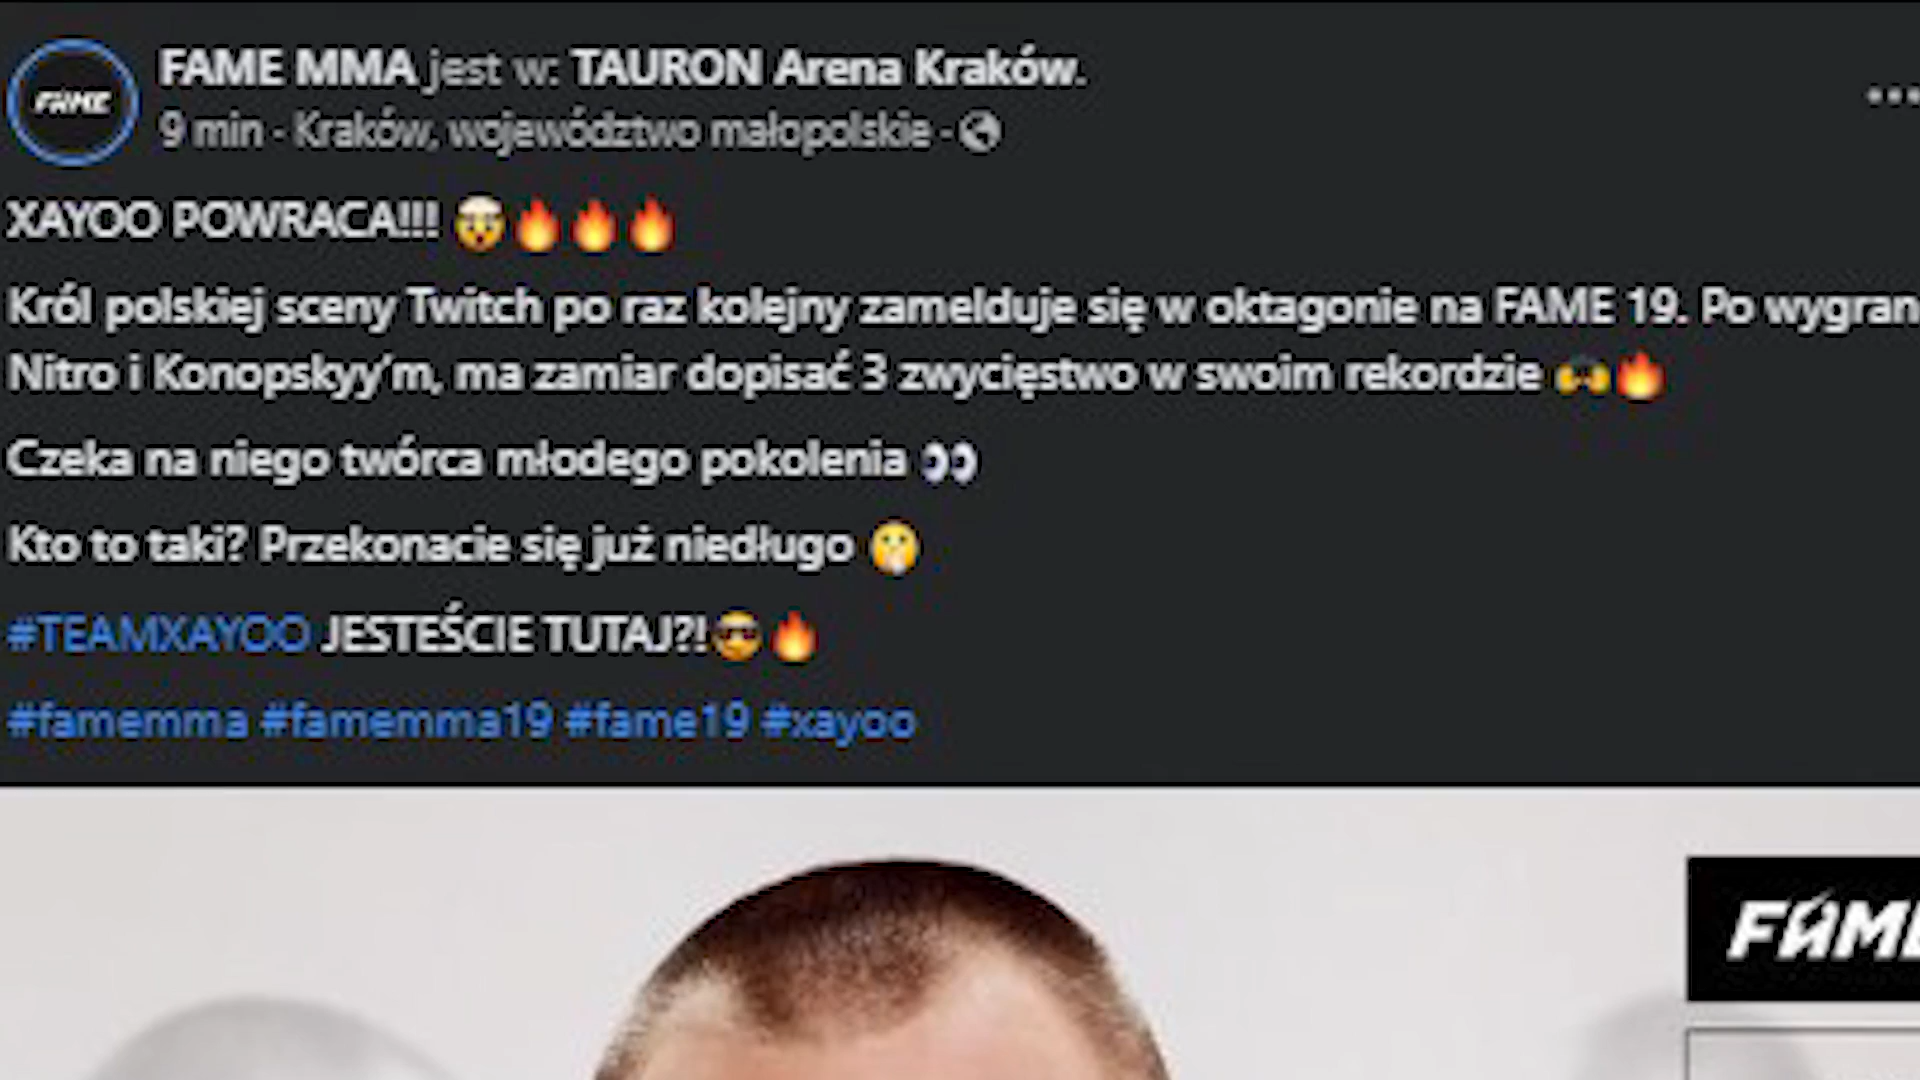 FAME
FAME MMA jest w: TAURON Arena Kraków.
9 min · Kraków, województwo małopolskie ·
XAYOO POWRACA!!! 🤯🔥🔥🔥
Król polskiej sceny Twitch po raz kolejny zamelduje się w oktagonie na FAME 19. Po wygran
Nitro i Konopskyy'm, ma zamiar dopisać 3 zwycięstwo w swoim rekordzie 🙌🔥
Czeka na niego twórca młodego pokolenia 👀
Kto to taki? Przekonacie się już niedługo 🤫
#TEAMXAYOO JESTEŚCIE TUTAJ?!😎🔥
#famemma #famemma19 #fame19 #xayoo
FAME